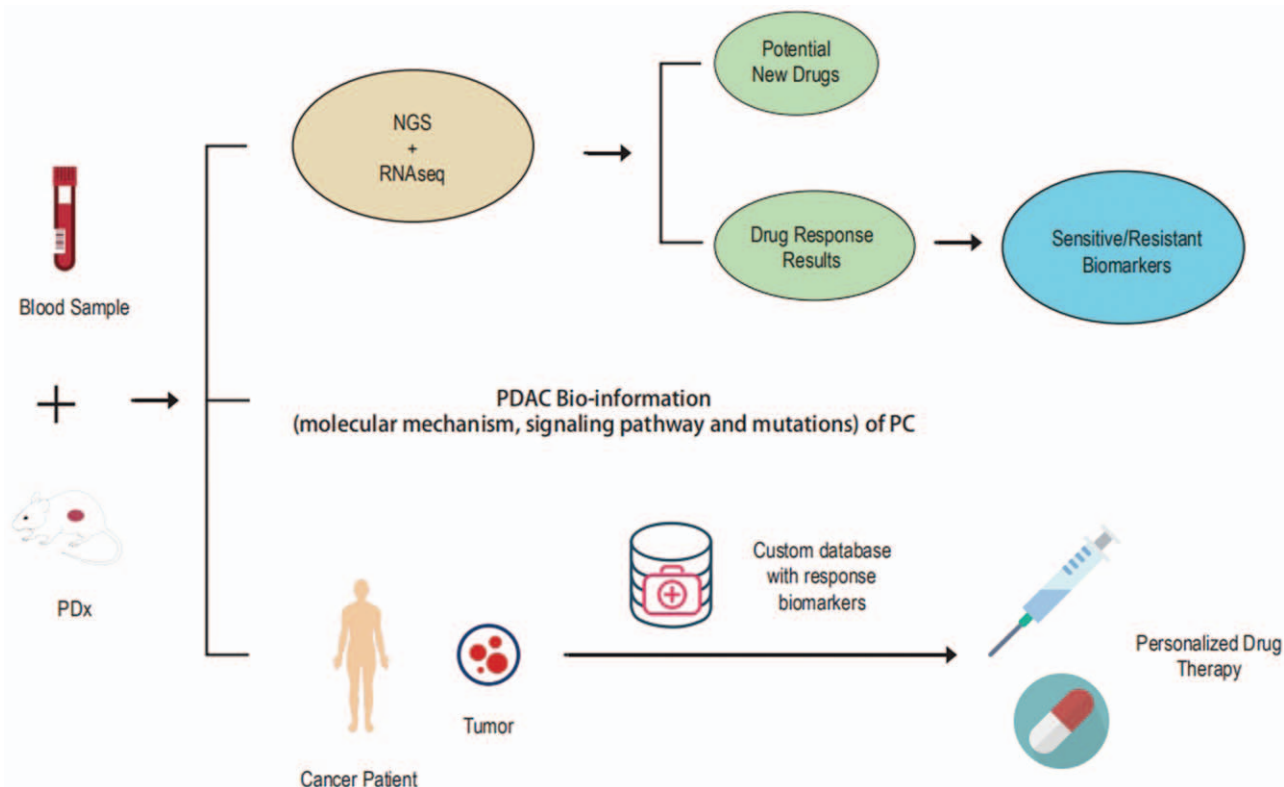 Potential
New Drugs
NGS
+
RNAseq
Drug Response
Results
Sensitive/Resistant
Biomarkers
Blood Sample
+
PDAC Bio-information
(molecular mechanism, signaling pathway and mutations) of PC
PDx
Custom database
with response
biomarkers
Personalized Drug
Therapy
Tumor
Cancer Patient